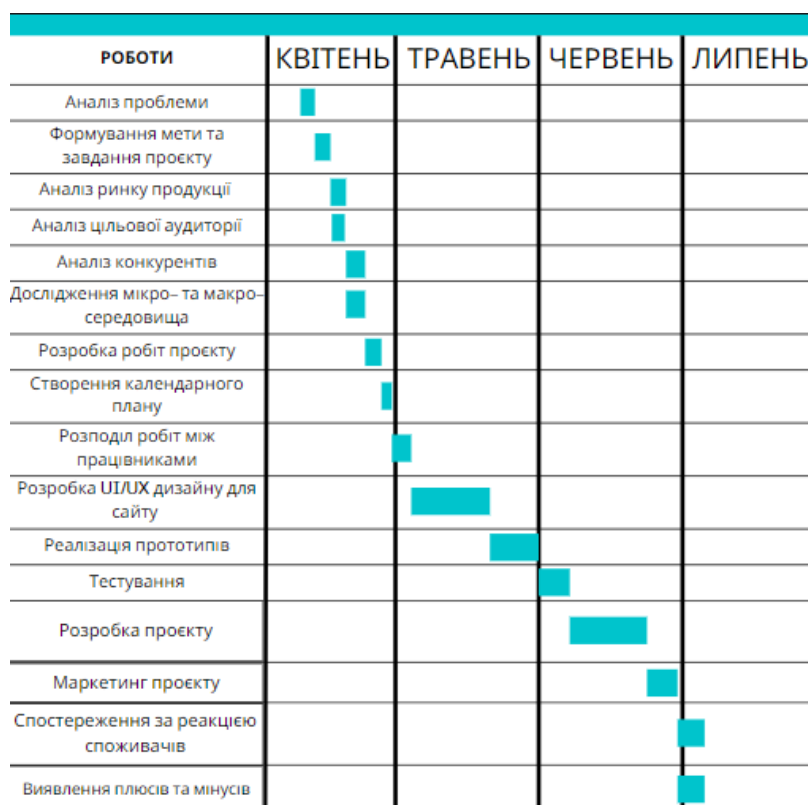 РОБОТИ
КВІТЕНЬ
ТРАВЕНЬ
ЧЕРВЕНЬ
ЛИПЕНЬ
Аналіз проблеми
Формування мети та
завдання проєкту
Аналіз ринку продукції
Аналіз цільової аудиторії
Аналіз конкурентів
Дослідження мікро– та макро–
середовища
Розробка робіт проєкту
Створення календарного
плану
Розподіл робіт між
працівниками
Розробка UI/UX дизайну для
сайту
Реалізація прототипів
Тестування
Розробка проєкту
Маркетинг проєкту
Спостереження за реакцією
споживачів
Виявлення плюсів та мінусів